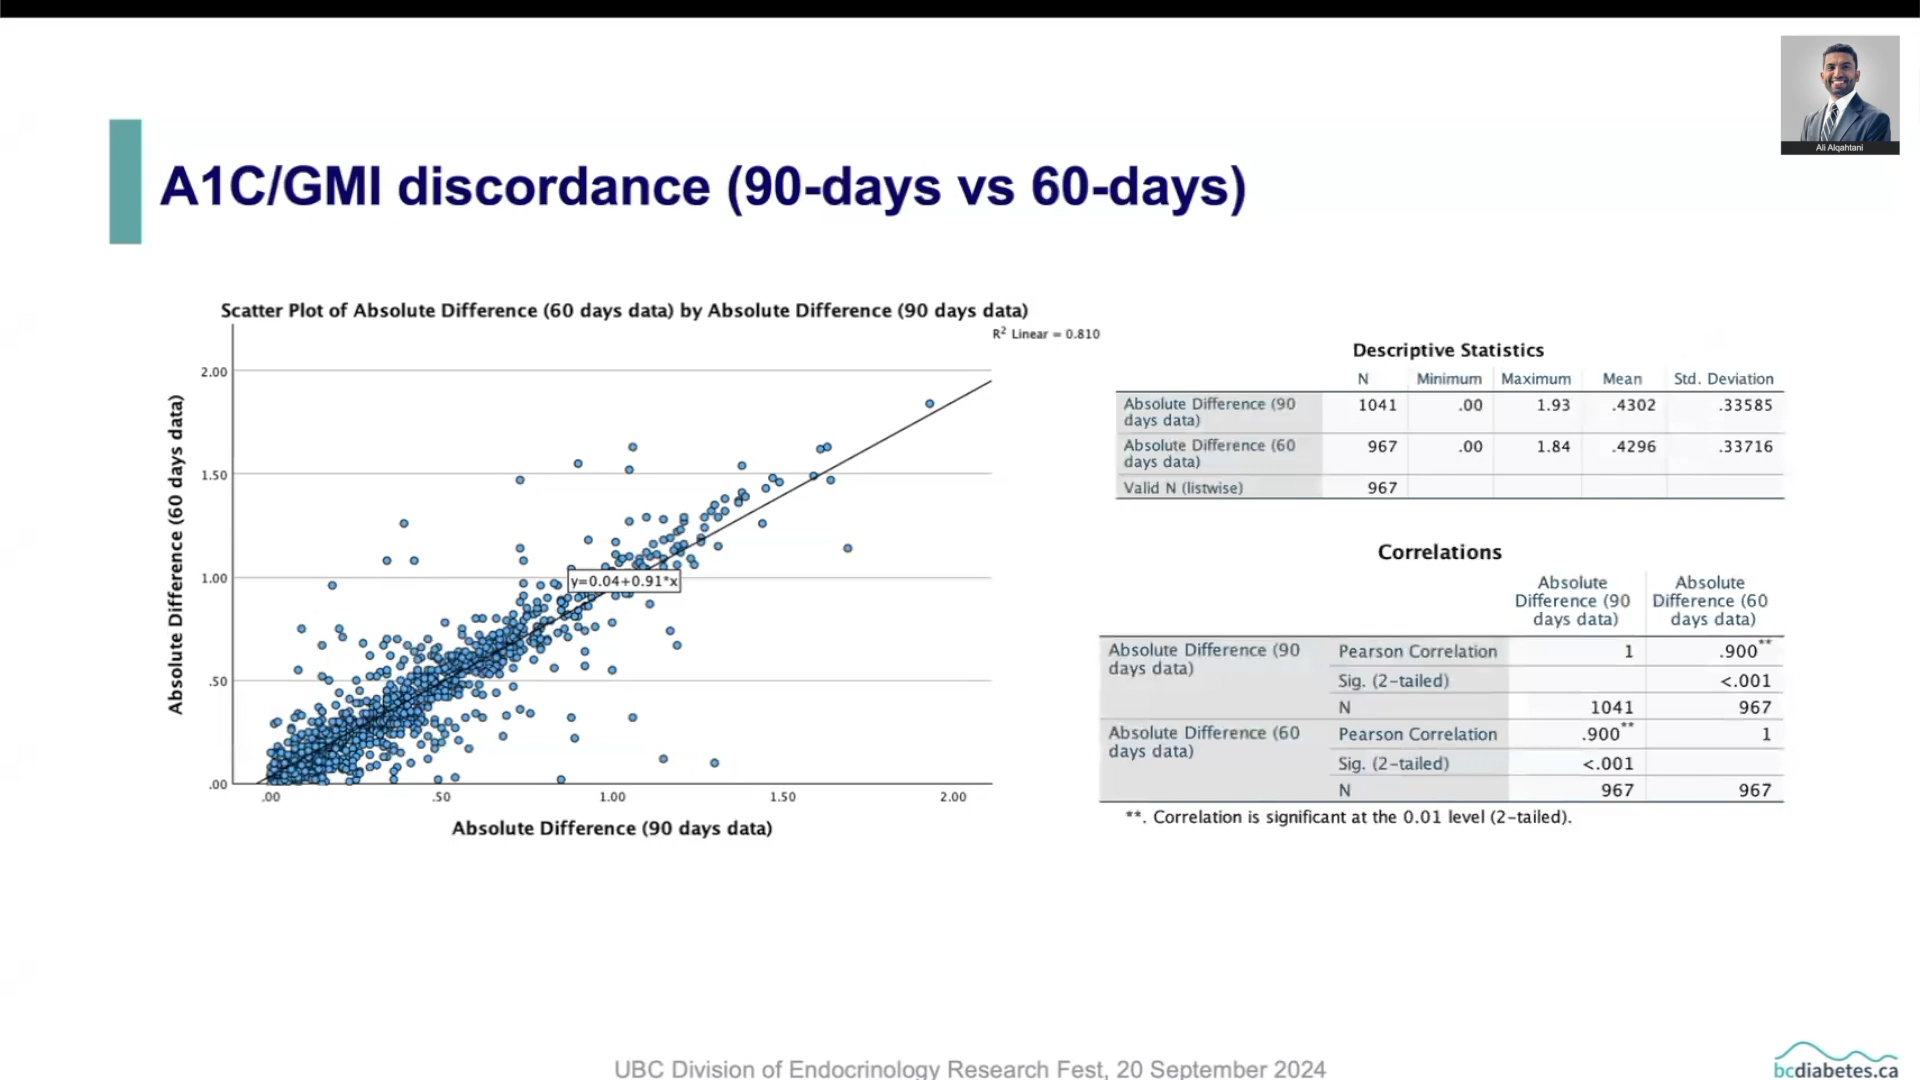 Ali Alqahtani
A1C/GMI discordance (90-days vs 60-days)
Scatter Plot of Absolute Difference (60 days data) by Absolute Difference (90 days data)
R² Linear = 0.810
Absolute Difference (60 days data)
2.00
1.50
1.00
.50
.00
y=0.04+0.91*x
.00 .50 1.00 1.50 2.00
Absolute Difference (90 days data)
Descriptive Statistics
N Minimum Maximum Mean Std. Deviation
Absolute Difference (90 days data) 1041 .00 1.93 .4302 .33585
Absolute Difference (60 days data) 967 .00 1.84 .4296 .33716
Valid N (listwise) 967
Correlations
Absolute Difference (90 days data) Absolute Difference (60 days data)
Absolute Difference (90 days data) Pearson Correlation 1 .900**
Sig. (2-tailed) <.001
N 1041 967
Absolute Difference (60 days data) Pearson Correlation .900** 1
Sig. (2-tailed) <.001
N 967 967
**. Correlation is significant at the 0.01 level (2-tailed).
UBC Division of Endocrinology Research Fest, 20 September 2024
bcdiabetes.ca